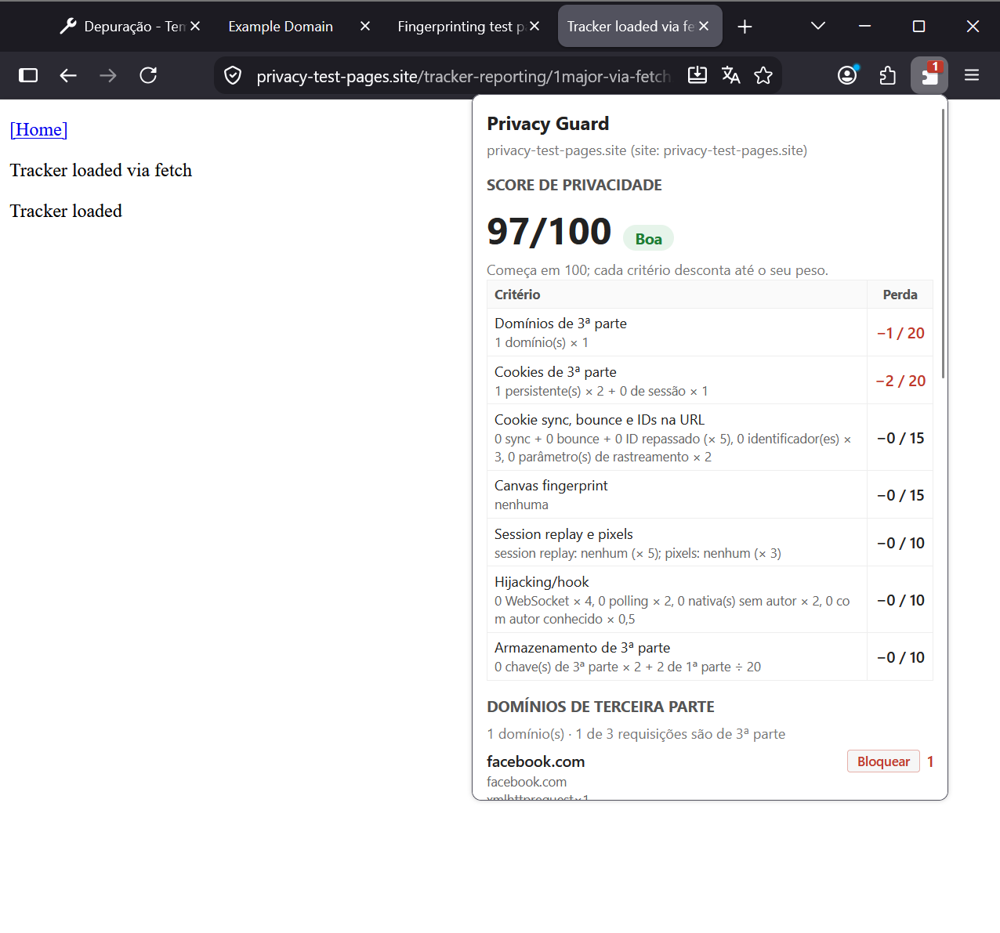 Depuração - Ten
Example Domain
Fingerprinting test p
Tracker loaded via fe
privacy-test-pages.site/tracker-reporting/1major-via-fetch
1
[Home]
Tracker loaded via fetch
Tracker loaded
Privacy Guard
privacy-test-pages.site (site: privacy-test-pages.site)
SCORE DE PRIVACIDADE
97/100 Boa
Começa em 100; cada critério desconta até o seu peso.
Critério Perda
Domínios de 3ª parte
1 domínio(s) × 1
−1 / 20
Cookies de 3ª parte
1 persistente(s) × 2 + 0 de sessão × 1
−2 / 20
Cookie sync, bounce e IDs na URL
0 sync + 0 bounce + 0 ID repassado (× 5), 0 identificador(es) ×
3, 0 parâmetro(s) de rastreamento × 2
−0 / 15
Canvas fingerprint
nenhuma
−0 / 15
Session replay e pixels
session replay: nenhum (× 5); pixels: nenhum (× 3)
−0 / 10
Hijacking/hook
0 WebSocket × 4, 0 polling × 2, 0 nativa(s) sem autor × 2, 0 co
m autor conhecido × 0,5
−0 / 10
Armazenamento de 3ª parte
0 chave(s) de 3ª parte × 2 + 2 de 1ª parte ÷ 20
−0 / 10
DOMÍNIOS DE TERCEIRA PARTE
1 domínio(s) · 1 de 3 requisições são de 3ª parte
facebook.com Bloquear 1
facebook.com
xmlhttprequest×1